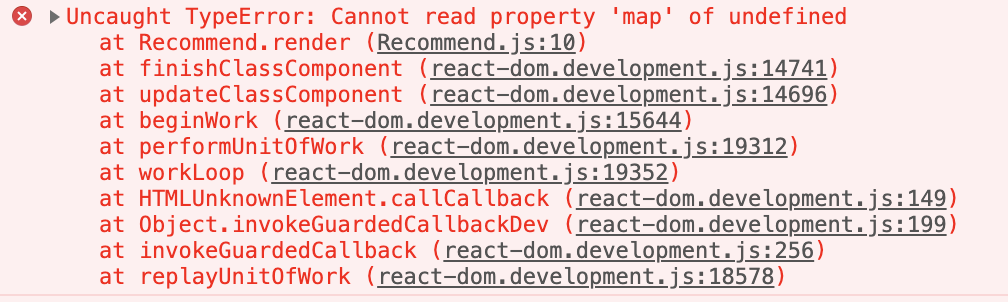 Uncaught TypeError: Cannot read property 'map' of undefined
at Recommend.render (Recommend.js:10)
at finishClassComponent (react-dom.development.js:14741)
at updateClassComponent (react-dom.development.js:14696)
at beginWork (react-dom.development.js:15644)
at performUnitOfWork (react-dom.development.js:19312)
at workLoop (react-dom.development.js:19352)
at HTMLUnknownElement.callCallback (react-dom.development.js:149)
at Object.invokeGuardedCallbackDev (react-dom.development.js:199)
at invokeGuardedCallback (react-dom.development.js:256)
at replayUnitOfWork (react-dom.development.js:18578)